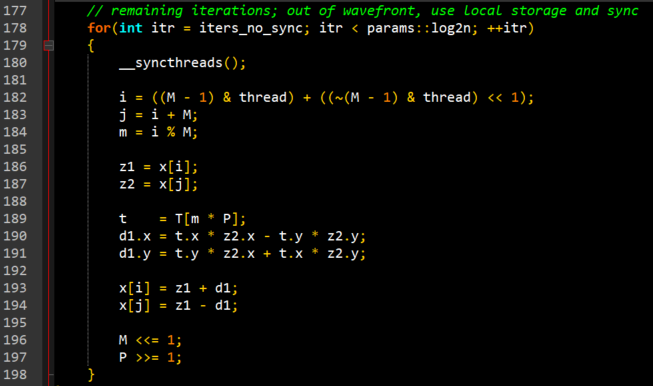 177 // remaining iterations; out of wavefront, use local storage and sync
178 for(int itr = iters_no_sync; itr < params::log2n; ++itr)
179 {
180 __syncthreads();
181
182 i = ((M - 1) & thread) + ((~(M - 1) & thread) << 1);
183 j = i + M;
184 m = i % M;
185
186 z1 = x[i];
187 z2 = x[j];
188
189 t    = T[m * P];
190 d1.x = t.x * z2.x - t.y * z2.y;
191 d1.y = t.y * z2.x + t.x * z2.y;
192
193 x[i] = z1 + d1;
194 x[j] = z1 - d1;
195
196 M <<= 1;
197 P >>= 1;
198 }